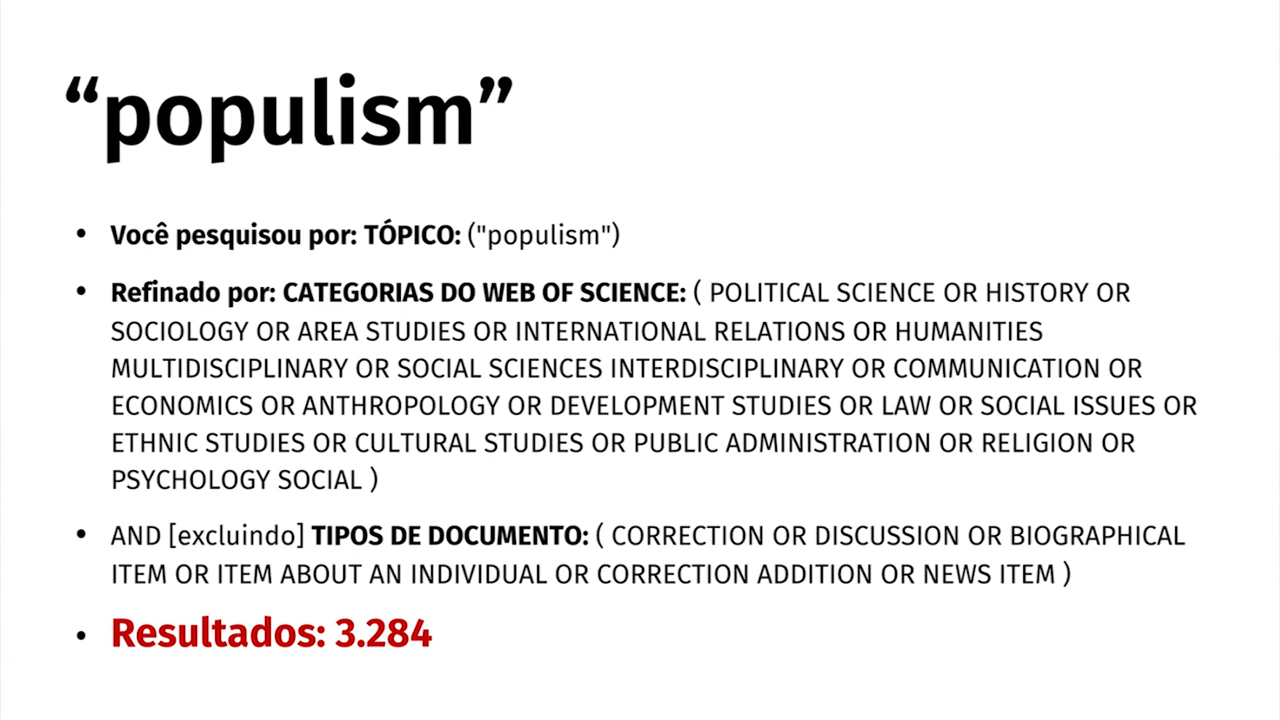 “populism”
• Você pesquisou por: TÓPICO: ("populism")
• Refinado por: CATEGORIAS DO WEB OF SCIENCE: ( POLITICAL SCIENCE OR HISTORY OR
SOCIOLOGY OR AREA STUDIES OR INTERNATIONAL RELATIONS OR HUMANITIES
MULTIDISCIPLINARY OR SOCIAL SCIENCES INTERDISCIPLINARY OR COMMUNICATION OR
ECONOMICS OR ANTHROPOLOGY OR DEVELOPMENT STUDIES OR LAW OR SOCIAL ISSUES OR
ETHNIC STUDIES OR CULTURAL STUDIES OR PUBLIC ADMINISTRATION OR RELIGION OR
PSYCHOLOGY SOCIAL )
• AND [excluindo] TIPOS DE DOCUMENTO: ( CORRECTION OR DISCUSSION OR BIOGRAPHICAL
ITEM OR ITEM ABOUT AN INDIVIDUAL OR CORRECTION ADDITION OR NEWS ITEM )
• Resultados: 3.284